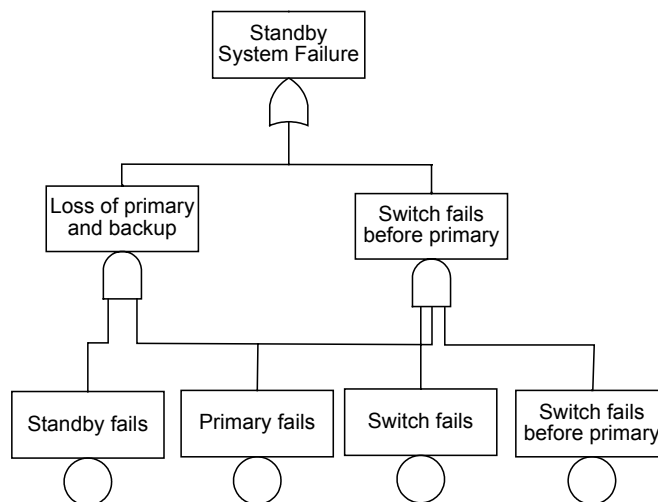 Standby
System Failure
Loss of primary
and backup
Switch fails
before primary
Standby fails
Primary fails
Switch fails
Switch fails
before primary